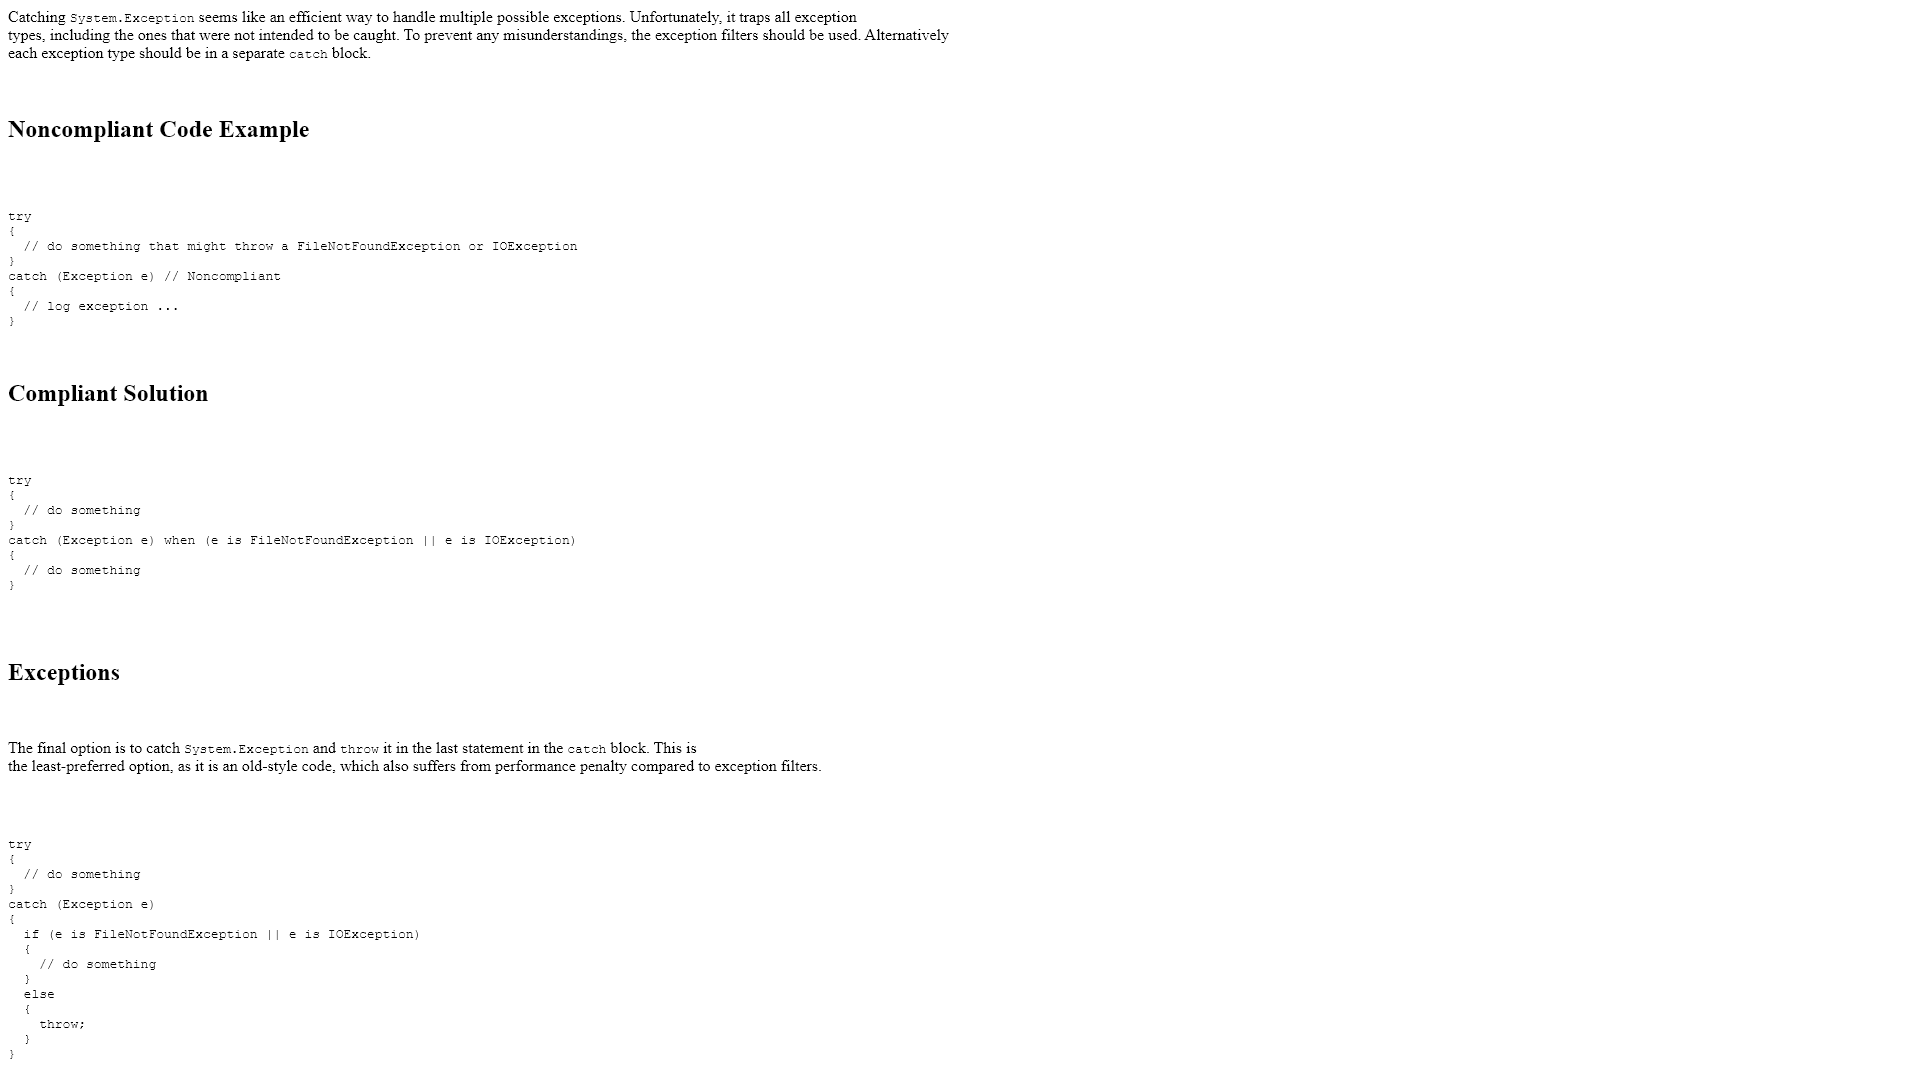 Catching System.Exception seems like an efficient way to handle multiple possible exceptions. Unfortunately, it traps all exception
types, including the ones that were not intended to be caught. To prevent any misunderstandings, the exception filters should be used. Alternatively
each exception type should be in a separate catch block.
Noncompliant Code Example
try
{
  // do something that might throw a FileNotFoundException or IOException
}
catch (Exception e) // Noncompliant
{
  // log exception ...
}
Compliant Solution
try
{
  // do something
}
catch (Exception e) when (e is FileNotFoundException || e is IOException)
{
  // do something
}
Exceptions
The final option is to catch System.Exception and throw it in the last statement in the catch block. This is
the least-preferred option, as it is an old-style code, which also suffers from performance penalty compared to exception filters.
try
{
  // do something
}
catch (Exception e)
{
  if (e is FileNotFoundException || e is IOException)
  {
    // do something
  }
  else
  {
    throw;
  }
}